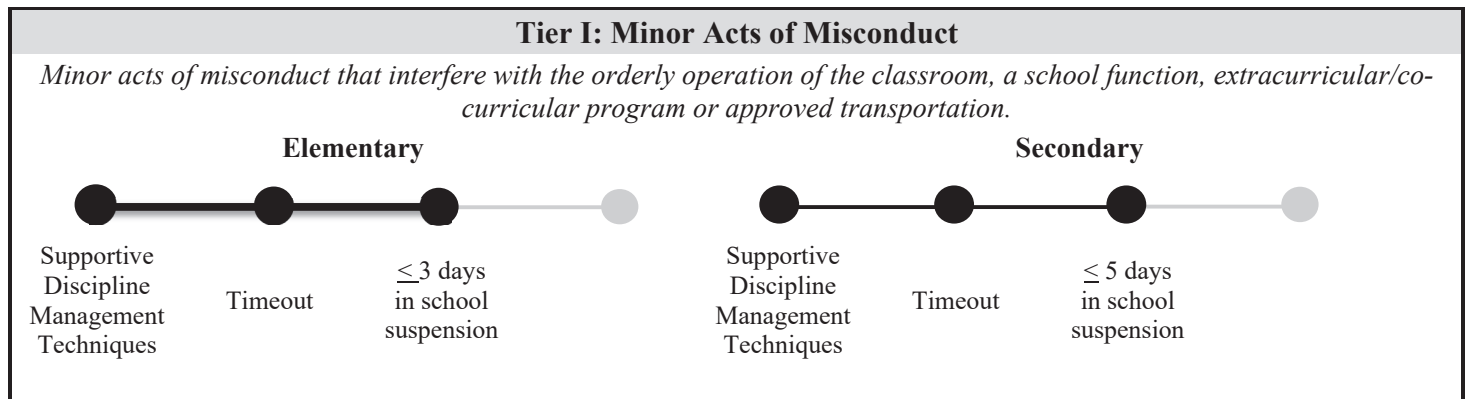 Tier I: Minor Acts of Misconduct
Minor acts of misconduct that interfere with the orderly operation of the classroom, a school function, extracurricular/co-
curricular program or approved transportation.
Elementary
Supportive
Discipline
Management
Techniques
Timeout
< 3 days
in school
suspension
Secondary
Supportive
Discipline
Management
Techniques
Timeout
< 5 days
in school
suspension